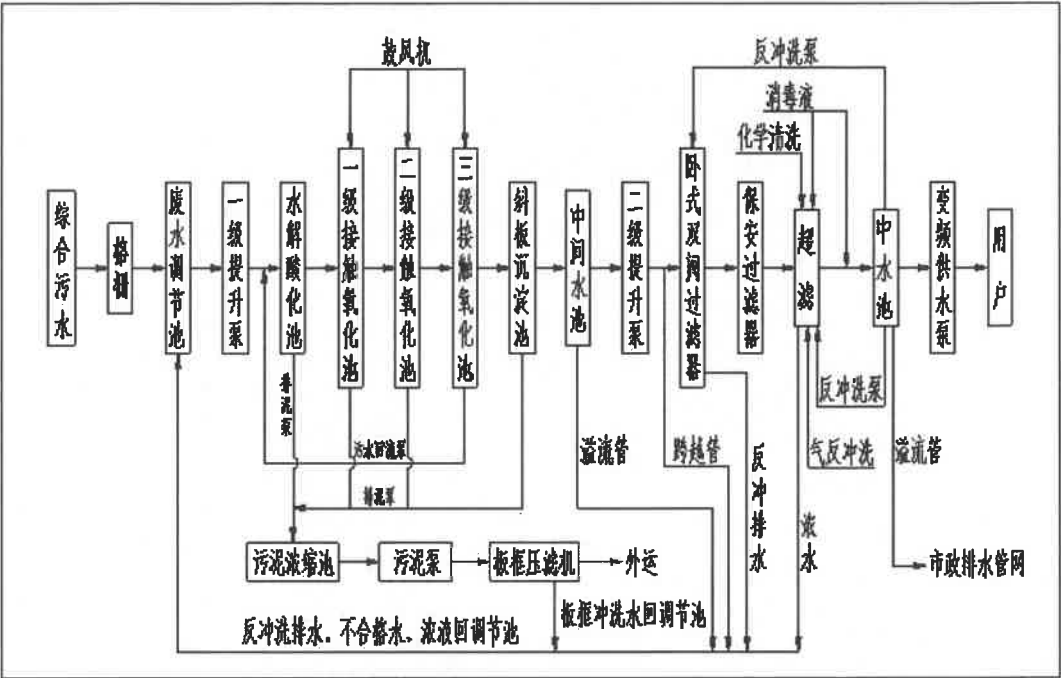 鼓风机
反冲洗泵
消毒液
化学清洗
综合污水
格栅
废水调节池
一级提升泵
水解酸化池
一级接触氧化池
二级接触氧化池
三级接触氧化池
斜板沉淀池
中间水池
二级提升泵
卧式双阀过滤器
保安过滤器
超滤
中水池
变频供水泵
用户
排泥泵
污水回流泵
排泥泵
溢流管
跨越管
反冲排水
反冲洗泵
气反冲洗
溢流管
浓水
污泥浓缩池
污泥泵
板框压滤机
外运
市政排水管网
板框冲洗水回调节池
反冲洗排水、不合格水、浓液回调节池